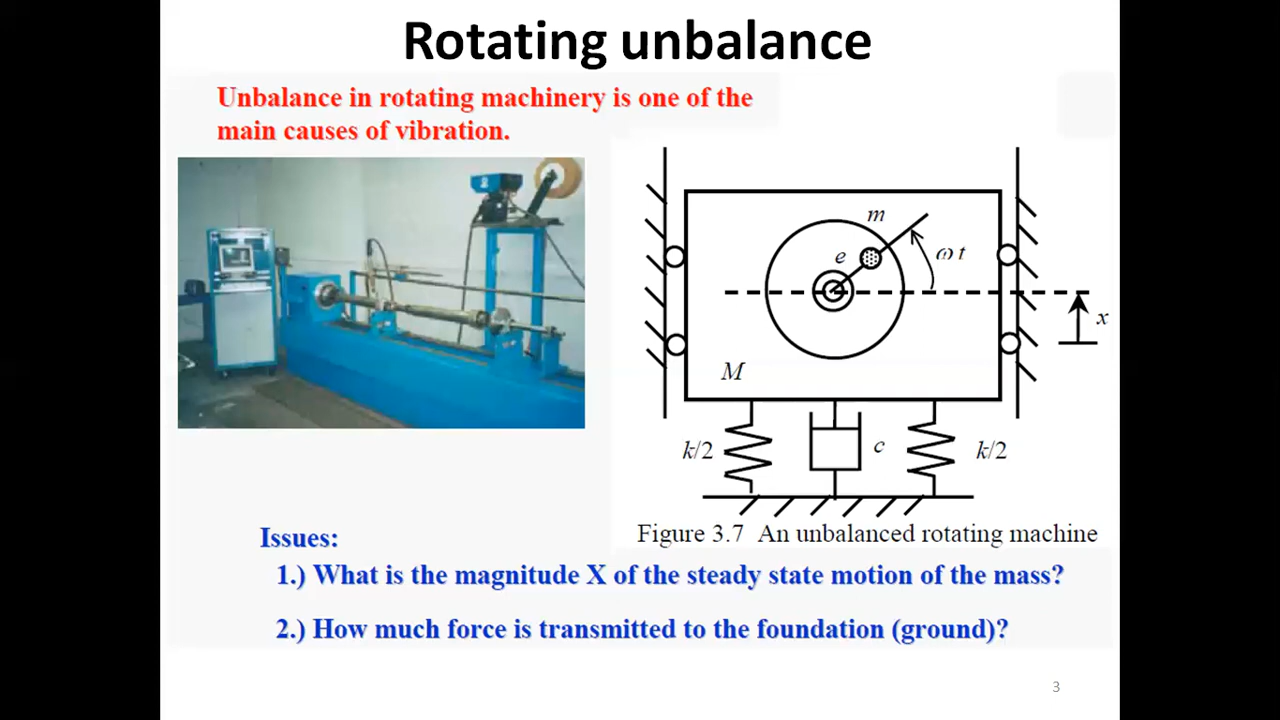 Rotating unbalance
Unbalance in rotating machinery is one of the
main causes of vibration.
m
e
ω t
x
M
k/2
c
k/2
Figure 3.7 An unbalanced rotating machine
Issues:
1.) What is the magnitude X of the steady state motion of the mass?
2.) How much force is transmitted to the foundation (ground)?
3